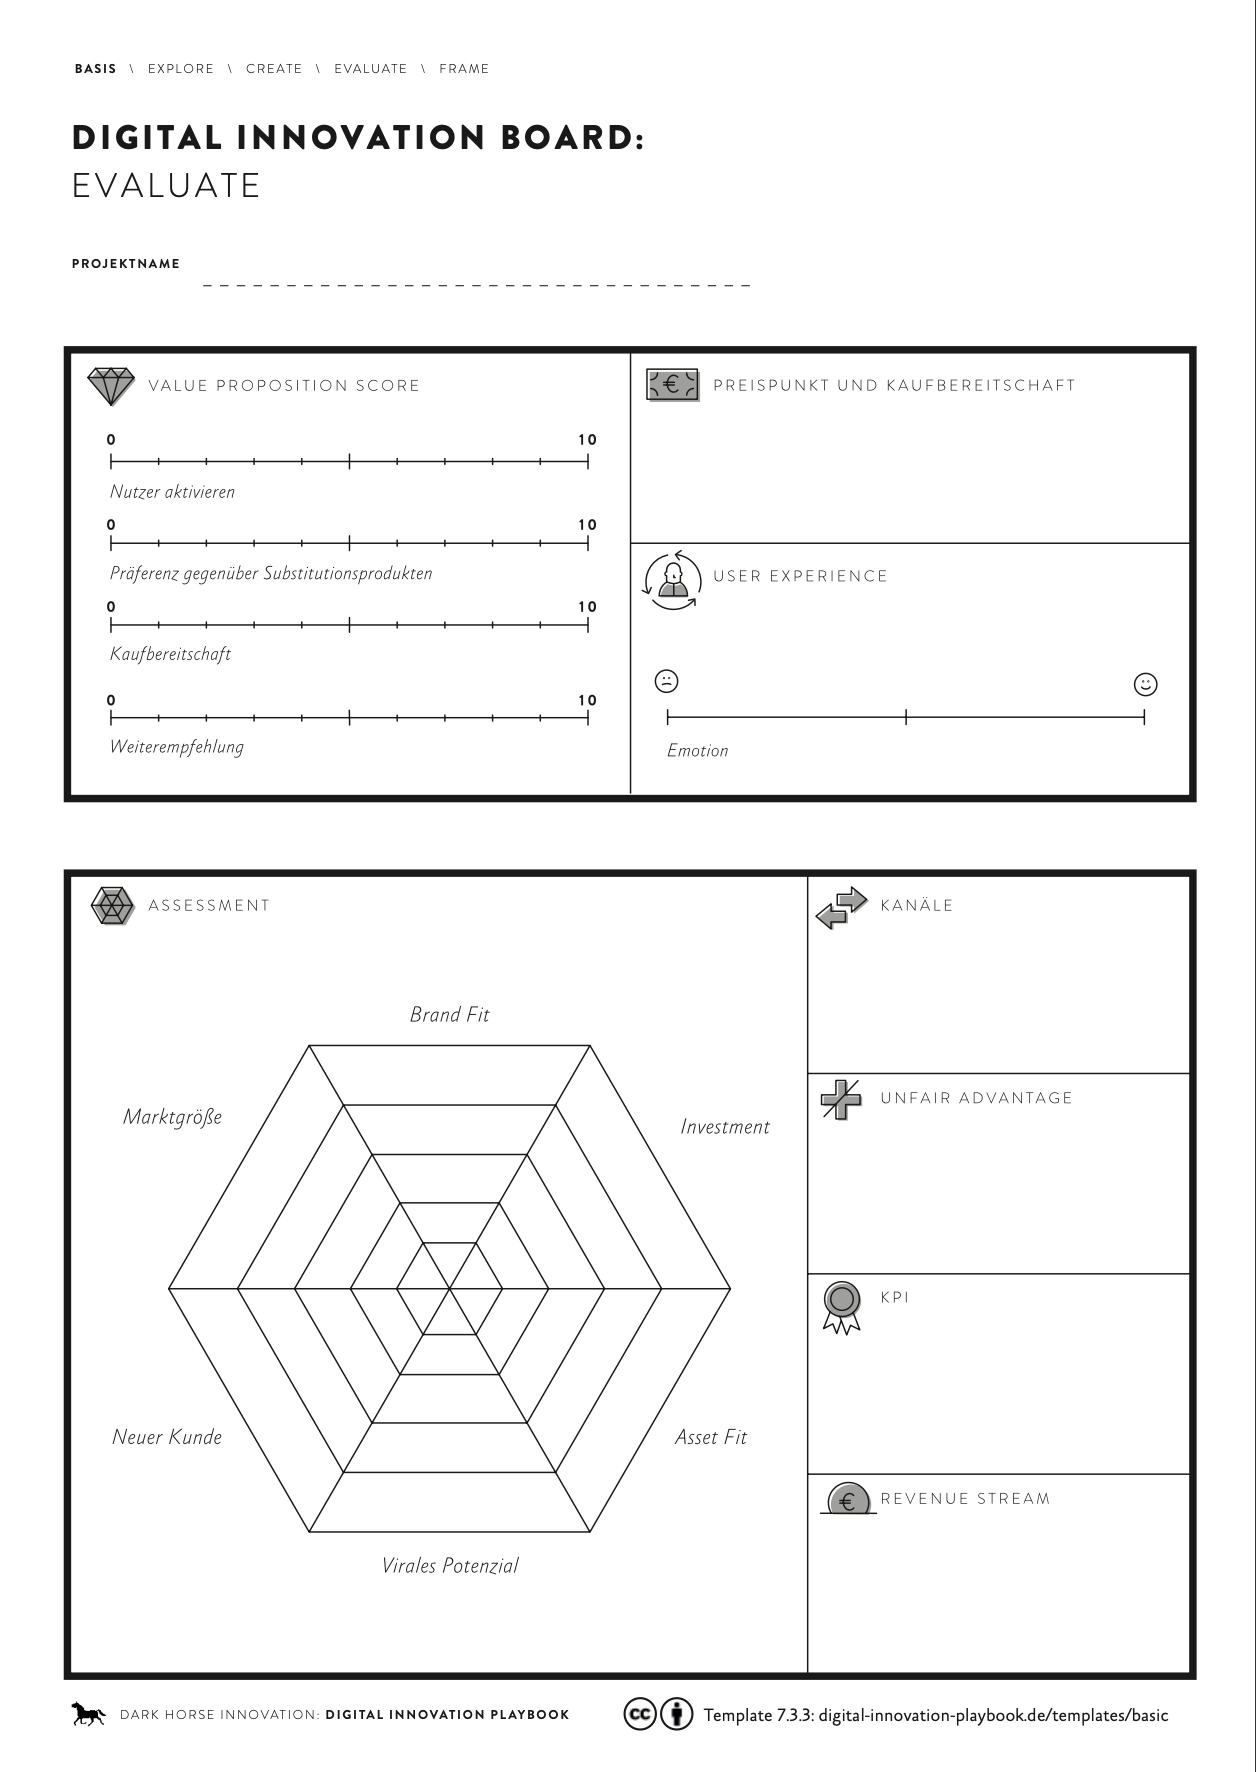 BASIS \ EXPLORE \ CREATE \ EVALUATE \ FRAME
DIGITAL INNOVATION BOARD:
EVALUATE
PROJEKTNAME
VALUE PROPOSITION SCORE
0 10
Nutzer aktivieren
0 10
Präferenz gegenüber Substitutionsprodukten
0 10
Kaufbereitschaft
0 10
Weiterempfehlung
€ PREISPUNKT UND KAUFBEREITSCHAFT
USER EXPERIENCE
Emotion
ASSESSMENT
Brand Fit
Marktgröße
Investment
Neuer Kunde
Asset Fit
Virales Potenzial
KANÄLE
UNFAIR ADVANTAGE
KPI
€ REVENUE STREAM
DARK HORSE INNOVATION: DIGITAL INNOVATION PLAYBOOK
cc Template 7.3.3: digital-innovation-playbook.de/templates/basic